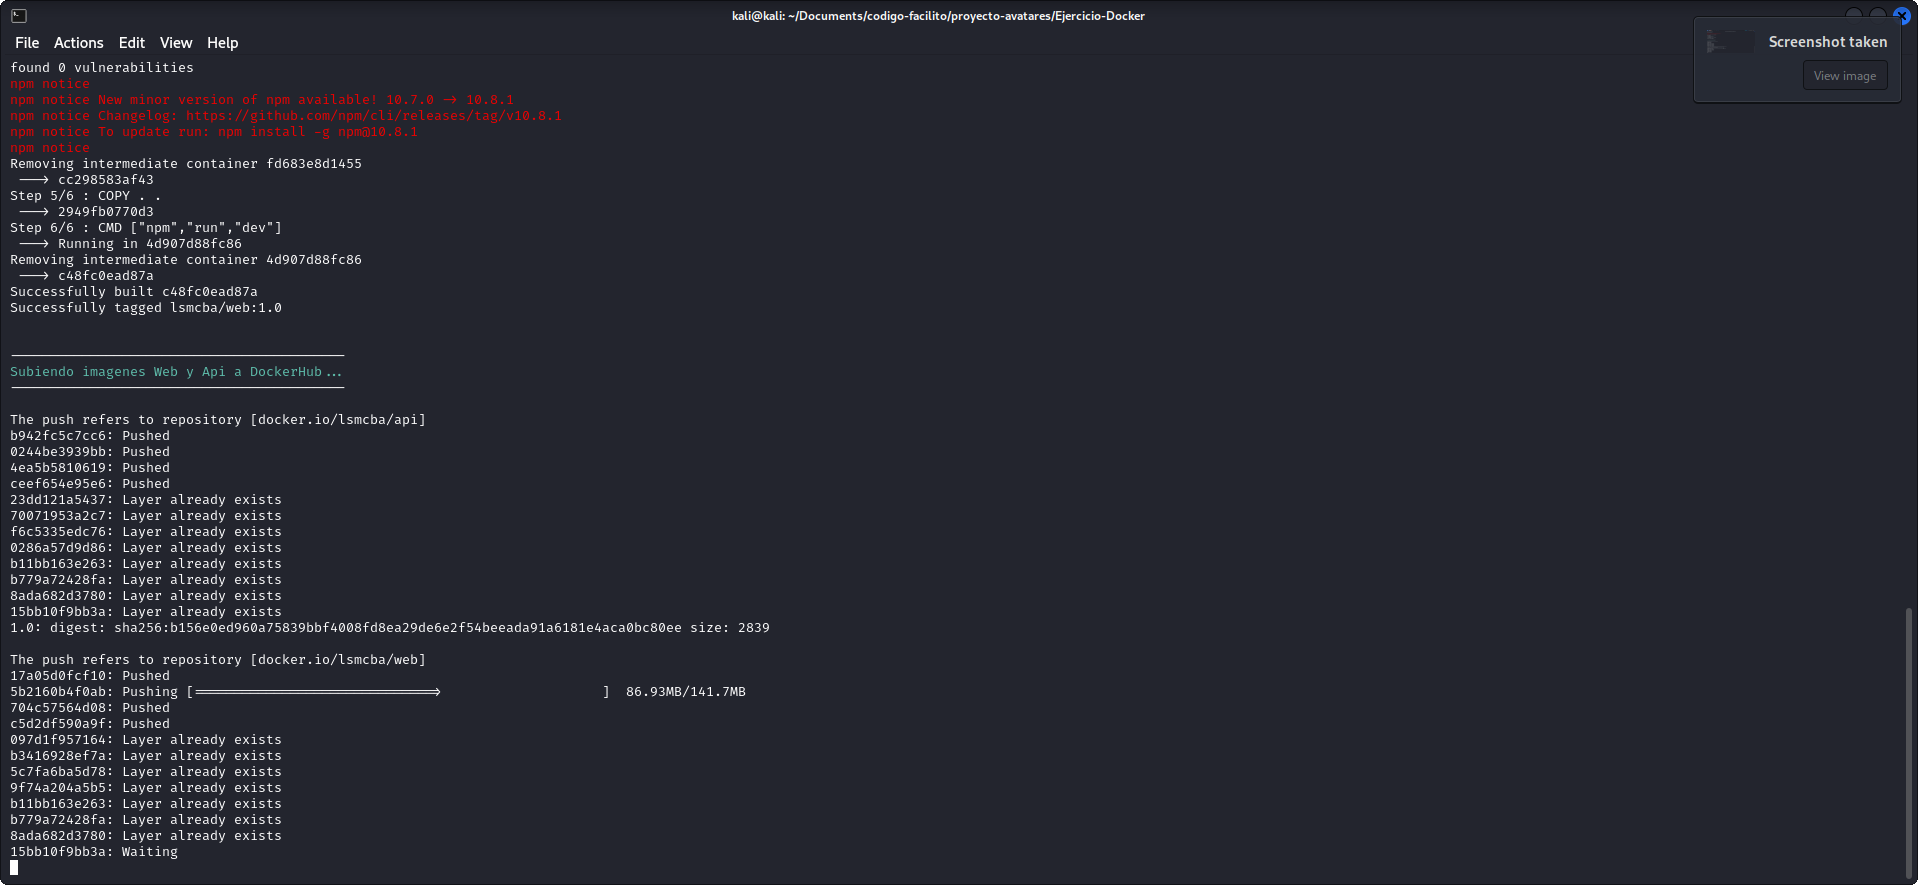 kali@kali: ~/Documents/codigo-facilito/proyecto-avatares/Ejercicio-Docker
File Actions Edit View Help
Screenshot taken
View image
found 0 vulnerabilities
npm notice
npm notice New minor version of npm available! 10.7.0 → 10.8.1
npm notice Changelog: https://github.com/npm/cli/releases/tag/v10.8.1
npm notice To update run: npm install -g npm@10.8.1
npm notice
Removing intermediate container fd683e8d1455
---> cc298583af43
Step 5/6 : COPY . .
---> 2949fb0770d3
Step 6/6 : CMD ["npm","run","dev"]
---> Running in 4d907d88fc86
Removing intermediate container 4d907d88fc86
---> c48fc0ead87a
Successfully built c48fc0ead87a
Successfully tagged lsmcba/web:1.0
Subiendo imagenes Web y Api a DockerHub...
The push refers to repository [docker.io/lsmcba/api]
b942fc5c7cc6: Pushed
0244be3939bb: Pushed
4ea5b5810619: Pushed
ceef654e95e6: Pushed
23dd121a5437: Layer already exists
70071953a2c7: Layer already exists
f6c5335edc76: Layer already exists
0286a57d9d86: Layer already exists
b11bb163e263: Layer already exists
b779a72428fa: Layer already exists
8ada682d3780: Layer already exists
15bb10f9bb3a: Layer already exists
1.0: digest: sha256:b156e0ed960a75839bbf4008fd8ea29de6e2f54beeada91a6181e4aca0bc80ee size: 2839
The push refers to repository [docker.io/lsmcba/web]
17a05d0fcf10: Pushed
5b2160b4f0ab: Pushing [==============================>                    ] 86.93MB/141.7MB
704c57564d08: Pushed
c5d2df590a9f: Pushed
097d1f957164: Layer already exists
b3416928ef7a: Layer already exists
5c7fa6ba5d78: Layer already exists
9f74a204a5b5: Layer already exists
b11bb163e263: Layer already exists
b779a72428fa: Layer already exists
8ada682d3780: Layer already exists
15bb10f9bb3a: Waiting